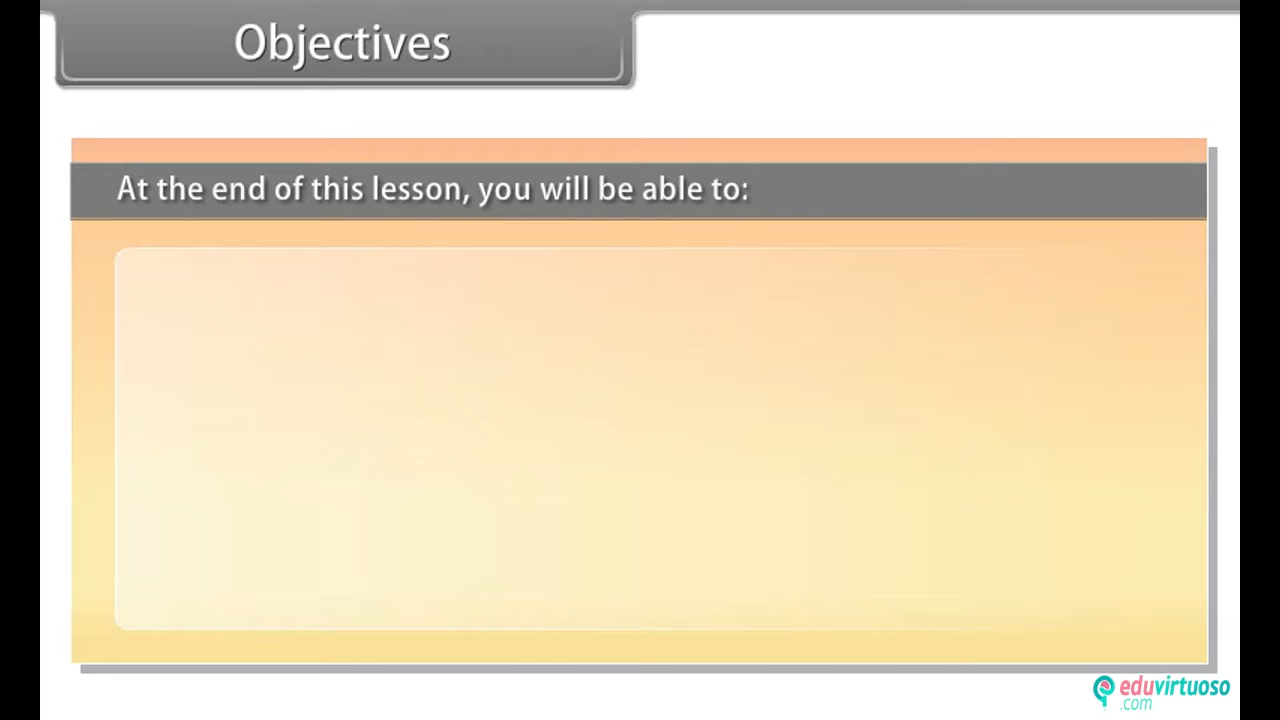 Objectives
At the end of this lesson, you will be able to:
eduvirtuoso
.com